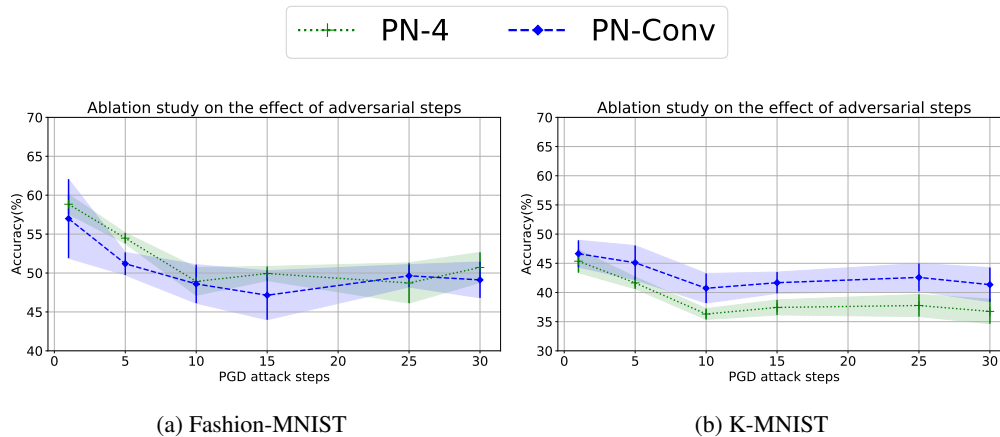 PN-4 PN-Conv
Ablation study on the effect of adversarial steps
70
65
60
55
50
45
40
Accuracy(%)
0 5 10 15 20 25 30
PGD attack steps
(a) Fashion-MNIST
Ablation study on the effect of adversarial steps
70
65
60
55
50
45
40
35
30
Accuracy(%)
0 5 10 15 20 25 30
PGD attack steps
(b) K-MNIST